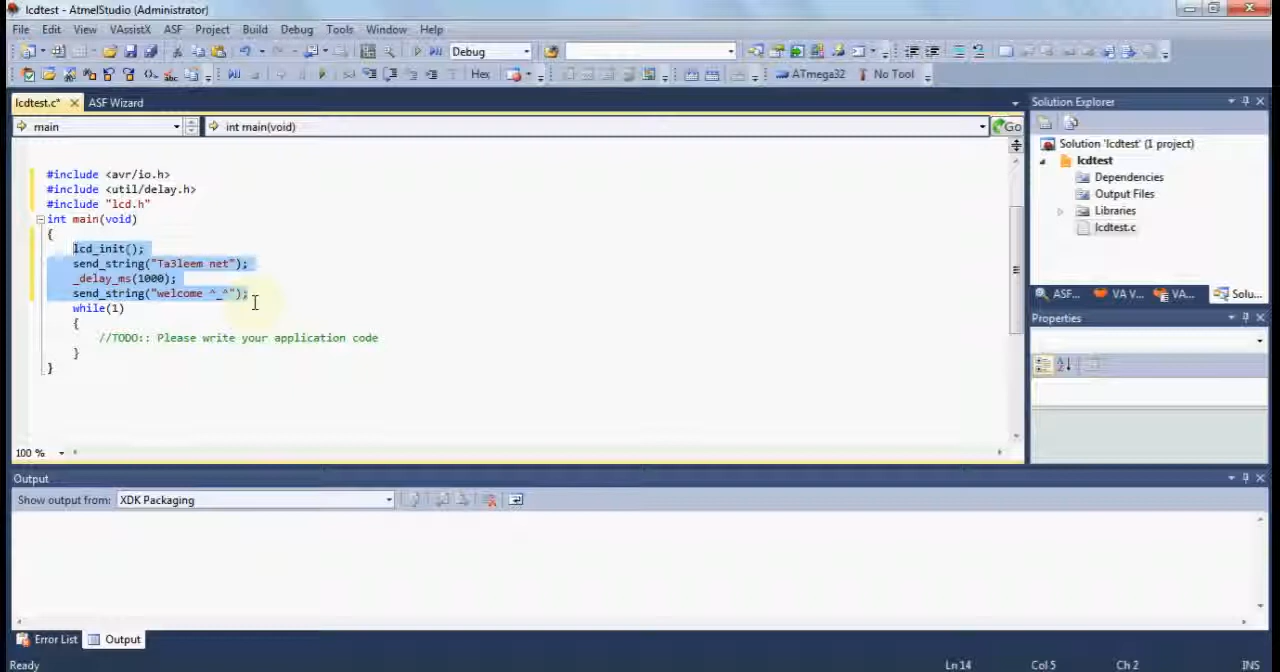 lcdtest - AtmelStudio (Administrator)
File Edit View VAssistX ASF Project Build Debug Tools Window Help
Debug
Hex ATmega32 No Tool
lcdtest.c* ASF Wizard
main int main(void) Go
#include <avr/io.h>
#include <util/delay.h>
#include "lcd.h"
int main(void)
{
lcd_init();
send_string("Ta3leem net");
_delay_ms(1000);
send_string("welcome ^_^");
while(1)
{
//TODO:: Please write your application code
}
}
100 %
Solution Explorer
Solution 'lcdtest' (1 project)
lcdtest
Dependencies
Output Files
Libraries
lcdtest.c
ASF... VA V... VA... Solu...
Properties
Output
Show output from: XDK Packaging
Error List Output
Ready Ln 14 Col 5 Ch 2 INS